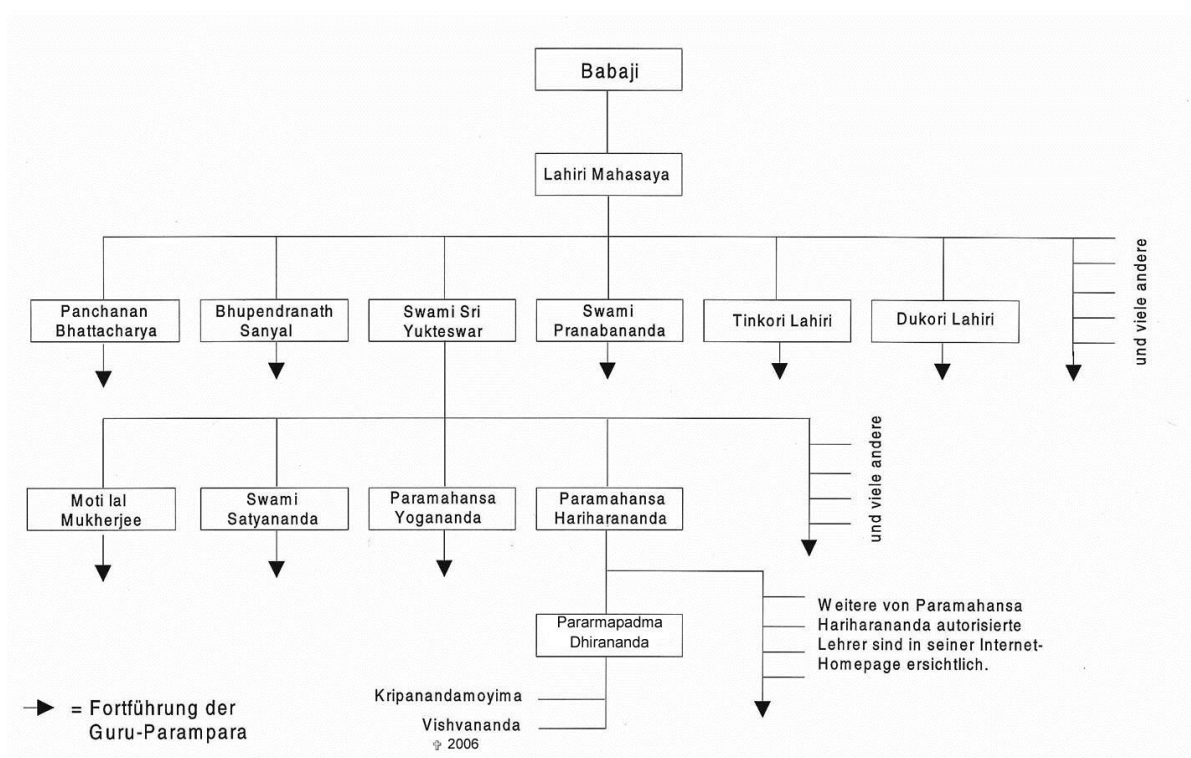 Babaji
Lahiri Mahasaya
Panchanan
Bhattacharya
Bhupendranath
Sanyal
Swami Sri
Yukteswar
Swami
Pranabananda
Tinkori Lahiri
Dukori Lahiri
und viele andere
Moti lal
Mukherjee
Swami
Satyananda
Paramahansa
Yogananda
Paramahansa
Hariharananda
und viele andere
Pararmapadma
Dhirananda
Weitere von Paramahansa
Hariharananda autorisierte
Lehrer sind in seiner Internet-
Homepage ersichtlich.
Kripanandamoyima
Vishvananda
✞ 2006
= Fortführung der
Guru-Parampara